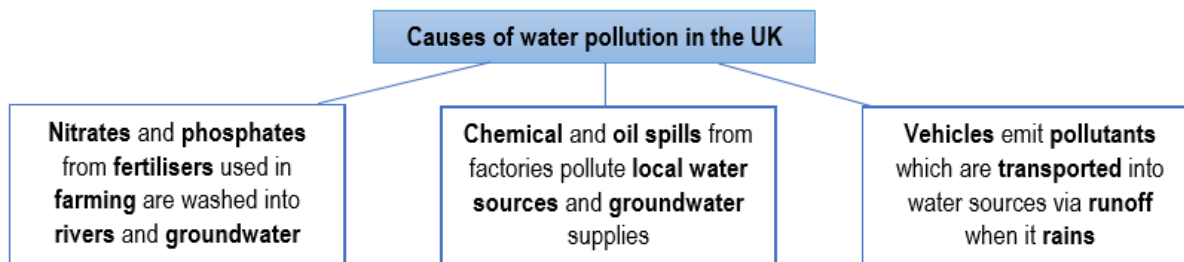 Causes of water pollution in the UK
Nitrates and phosphates
from fertilisers used in
farming are washed into
rivers and groundwater
Chemical and oil spills from
factories pollute local water
sources and groundwater
supplies
Vehicles emit pollutants
which are transported into
water sources via runoff
when it rains